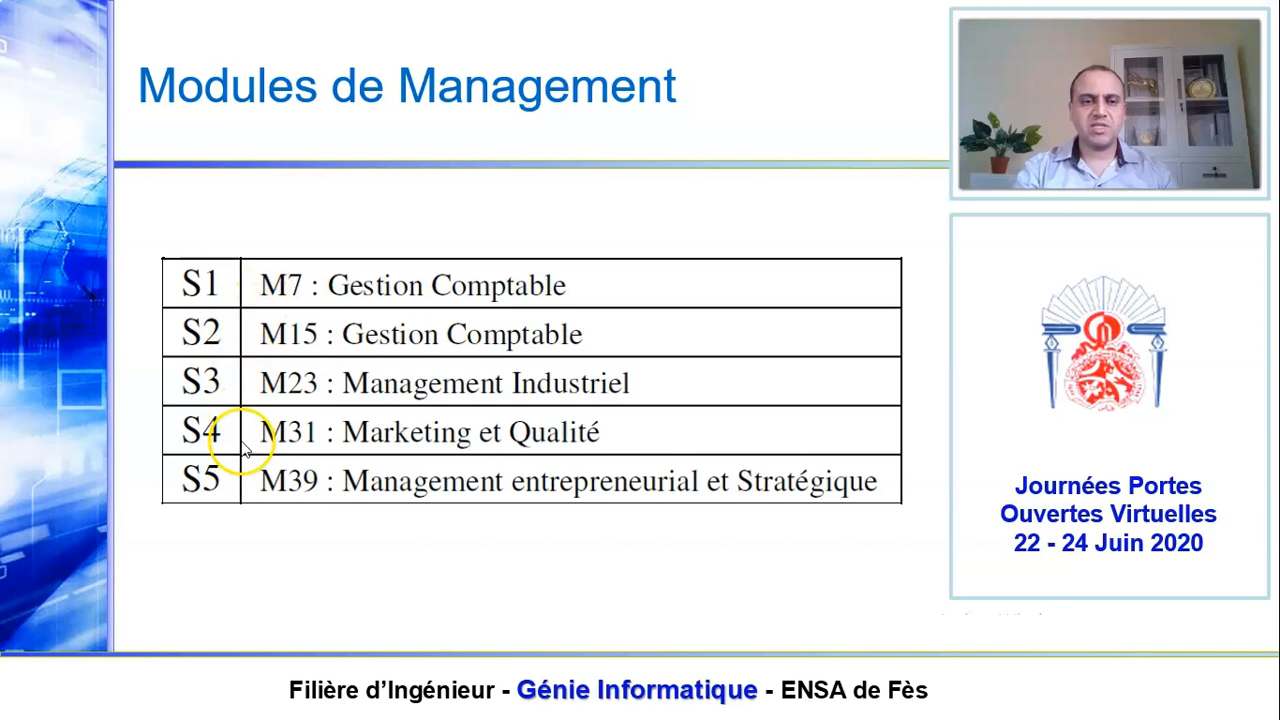 Modules de Management
S1 M7 : Gestion Comptable
S2 M15 : Gestion Comptable
S3 M23 : Management Industriel
S4 M31 : Marketing et Qualité
S5 M39 : Management entrepreneurial et Stratégique
Journées Portes
Ouvertes Virtuelles
22 - 24 Juin 2020
Filière d’Ingénieur - Génie Informatique - ENSA de Fès